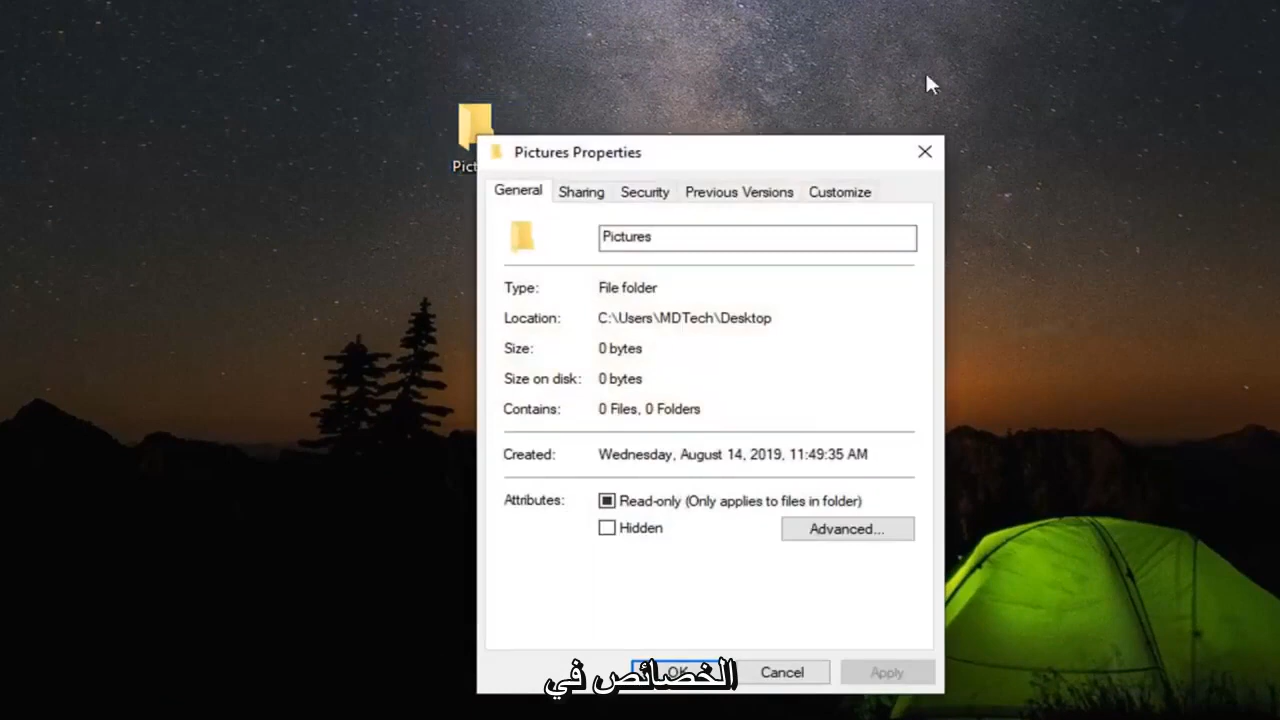 Pict
Pictures Properties
General Sharing Security Previous Versions Customize
Pictures
Type: File folder
Location: C:\Users\MDTech\Desktop
Size: 0 bytes
Size on disk: 0 bytes
Contains: 0 Files, 0 Folders
Created: Wednesday, August 14, 2019, 11:49:35 AM
Attributes: Read-only (Only applies to files in folder)
Hidden Advanced...
OK Cancel Apply
الخصائص في